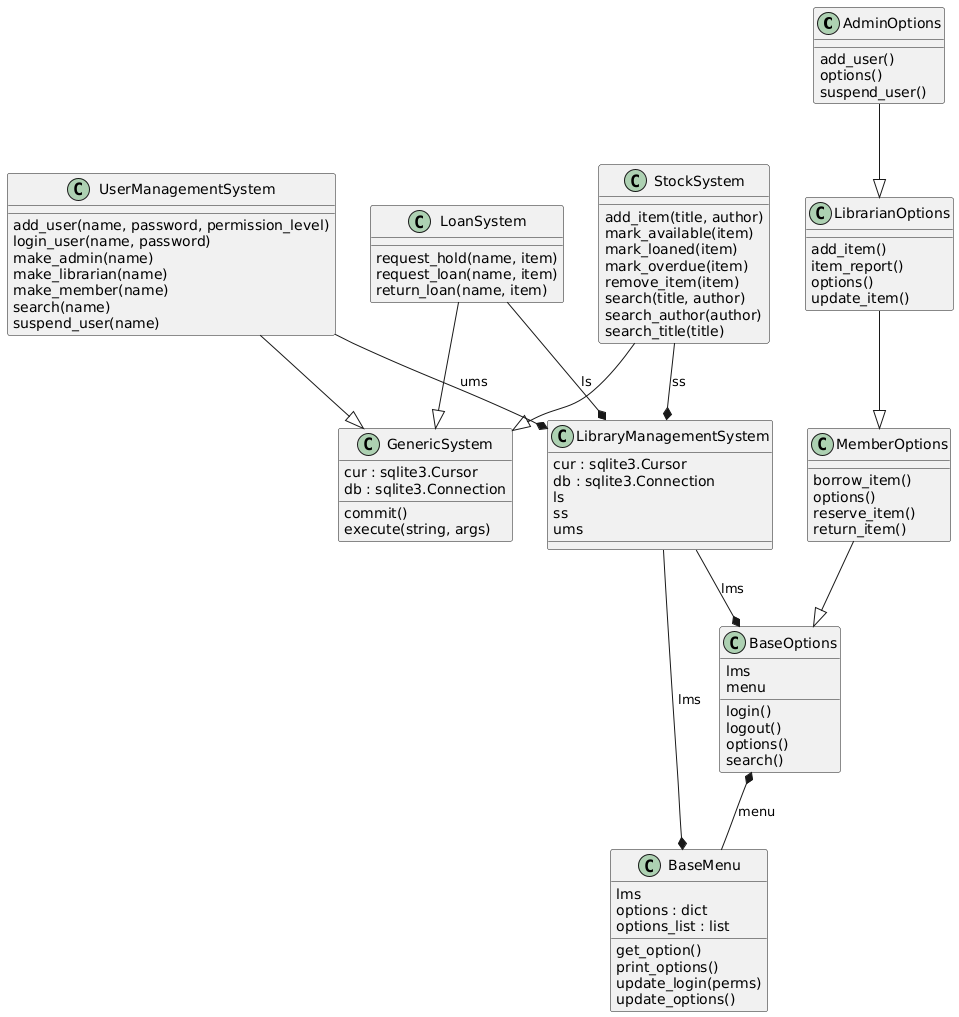 C AdminOptions
add_user()
options()
suspend_user()
C UserManagementSystem
add_user(name, password, permission_level)
login_user(name, password)
make_admin(name)
make_librarian(name)
make_member(name)
search(name)
suspend_user(name)
C LoanSystem
request_hold(name, item)
request_loan(name, item)
return_loan(name, item)
C StockSystem
add_item(title, author)
mark_available(item)
mark_loaned(item)
mark_overdue(item)
remove_item(item)
search(title, author)
search_author(author)
search_title(title)
C LibrarianOptions
add_item()
item_report()
options()
update_item()
ums
ls
ss
C GenericSystem
cur : sqlite3.Cursor
db : sqlite3.Connection
commit()
execute(string, args)
C LibraryManagementSystem
cur : sqlite3.Cursor
db : sqlite3.Connection
ls
ss
ums
C MemberOptions
borrow_item()
options()
reserve_item()
return_item()
lms
lms
C BaseOptions
lms
menu
login()
logout()
options()
search()
menu
C BaseMenu
lms
options : dict
options_list : list
get_option()
print_options()
update_login(perms)
update_options()